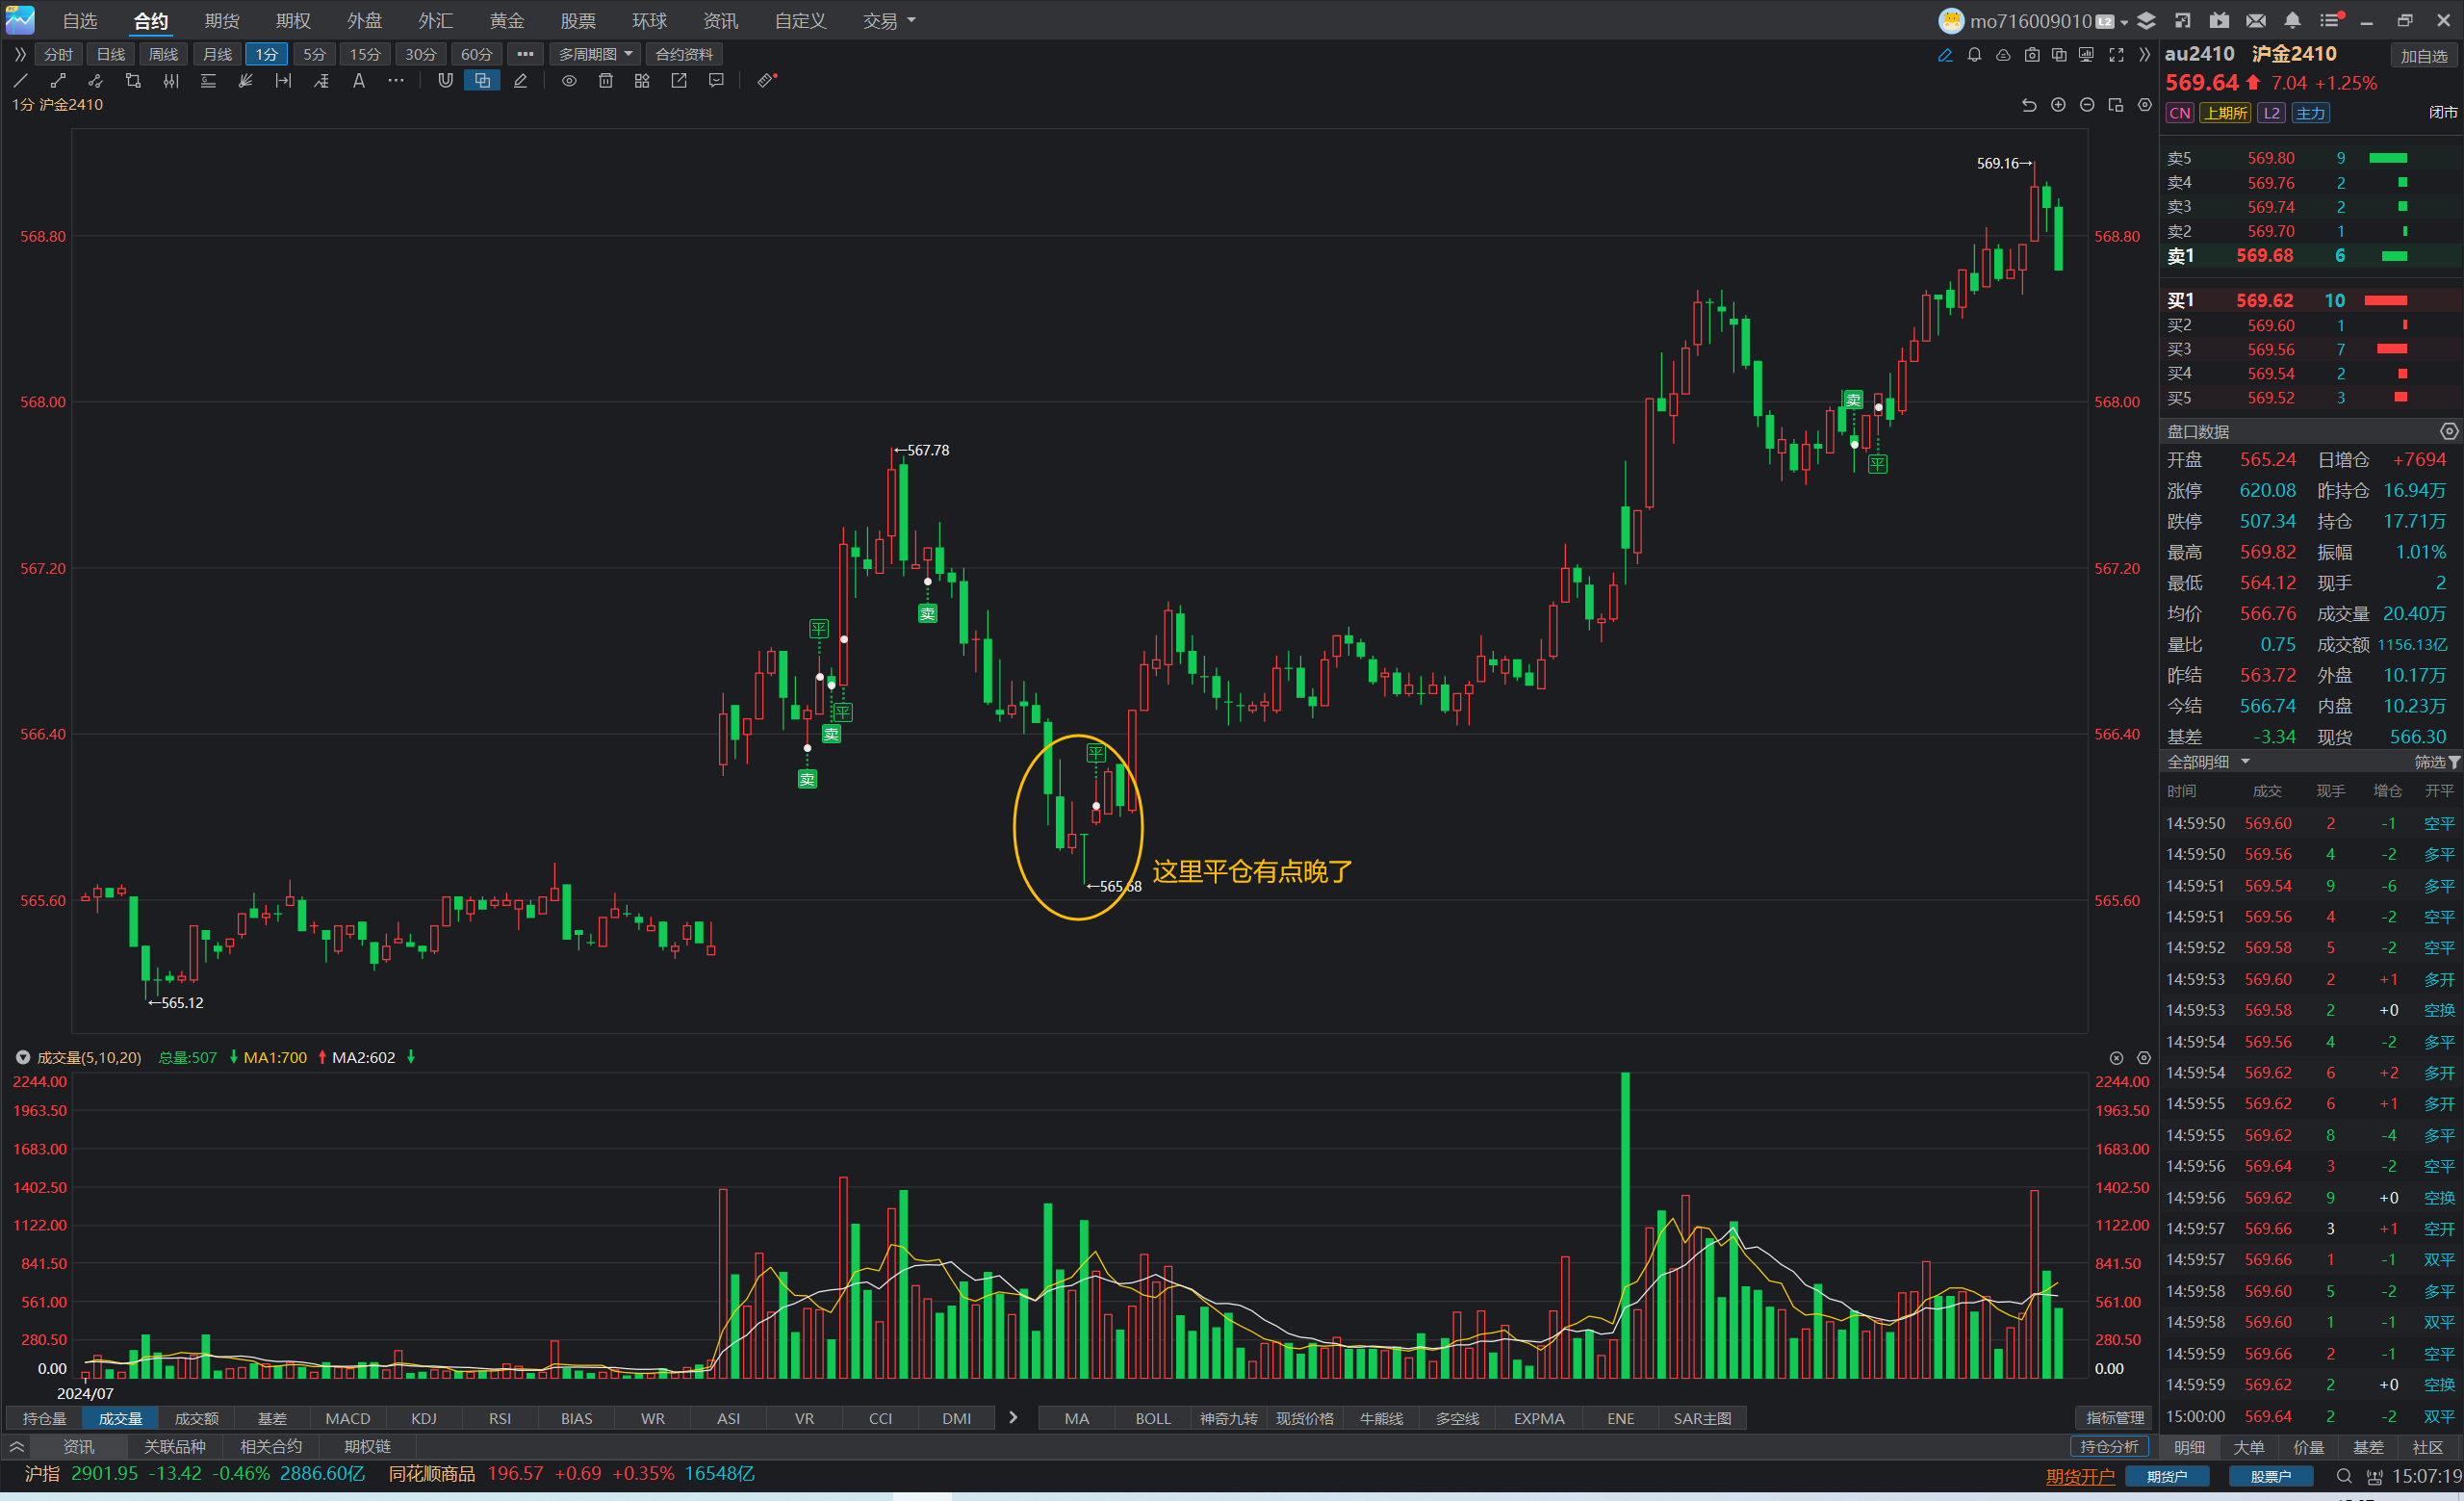 自选 合约 期货 期权 外盘 外汇 黄金 股票 环球 资讯 自定义 交易 mo716009010 L2
分时 日线 周线 月线 1分 5分 15分 30分 60分 多周期图 合约资料
1分 沪金2410
569.16→
568.80 568.80
568.00 568.00
卖
平
←567.78
567.20 567.20
卖
平
平
卖
卖
566.40 566.40
平
←565.68
这里平仓有点晚了
565.60 565.60
←565.12
成交量(5,10,20) 总量:507 MA1:700 MA2:602
2244.00 2244.00
1963.50 1963.50
1683.00 1683.00
1402.50 1402.50
1122.00 1122.00
841.50 841.50
561.00 561.00
280.50 280.50
0.00 0.00
2024/07
持仓量 成交量 成交额 基差 MACD KDJ RSI BIAS WR ASI VR CCI DMI MA BOLL 神奇九转 现货价格 牛熊线 多空线 EXPMA ENE SAR主图 指标管理
资讯 关联品种 相关合约 期权链 持仓分析
au2410 沪金2410 加自选
569.64 7.04 +1.25%
CN 上期所 L2 主力 闭市
卖5 569.80 9
卖4 569.76 2
卖3 569.74 2
卖2 569.70 1
卖1 569.68 6
买1 569.62 10
买2 569.60 1
买3 569.56 7
买4 569.54 2
买5 569.52 3
盘口数据
开盘 565.24 日增仓 +7694
涨停 620.08 昨持仓 16.94万
跌停 507.34 持仓 17.71万
最高 569.82 振幅 1.01%
最低 564.12 现手 2
均价 566.76 成交量 20.40万
量比 0.75 成交额 1156.13亿
昨结 563.72 外盘 10.17万
今结 566.74 内盘 10.23万
基差 -3.34 现货 566.30
全部明细 筛选
时间 成交 现手 增仓 开平
14:59:50 569.60 2 -1 空平
14:59:50 569.56 4 -2 多平
14:59:51 569.54 9 -6 多平
14:59:51 569.56 4 -2 空平
14:59:52 569.58 5 -2 空平
14:59:53 569.60 2 +1 多开
14:59:53 569.58 2 +0 空换
14:59:54 569.56 4 -2 多平
14:59:54 569.62 6 +2 多开
14:59:55 569.62 6 +1 多开
14:59:55 569.62 8 -4 多平
14:59:56 569.64 3 -2 空平
14:59:56 569.62 9 +0 空换
14:59:57 569.66 3 +1 空开
14:59:57 569.66 1 -1 双平
14:59:58 569.60 5 -2 多平
14:59:58 569.60 1 -1 双平
14:59:59 569.66 2 -1 空平
14:59:59 569.62 2 +0 空换
15:00:00 569.64 2 -2 双平
明细 大单 价量 基差 社区
沪指 2901.95 -13.42 -0.46% 2886.60亿 同花顺商品 196.57 +0.69 +0.35% 16548亿 期货开户 期货户 股票户 15:07:19